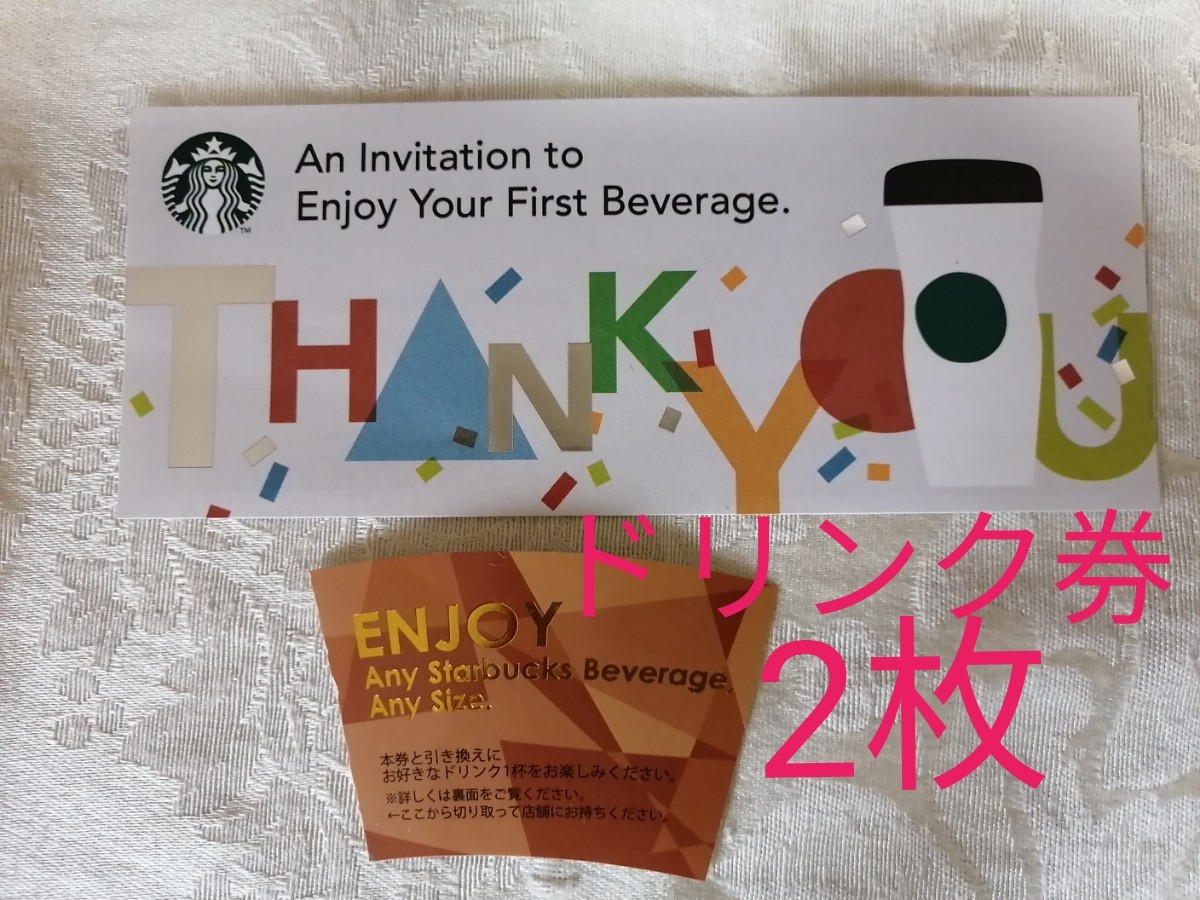 An Invitation to
Enjoy Your First Beverage.
TM
THANK YOU
ドリンク券
2枚
ENJOY
Any Starbucks Beverage,
Any Size.
本券と引き換えに
お好きなドリンク1杯をお楽しみください。
※詳しくは裏面をご覧ください。
←ここから切り取って店舗にお持ちください。